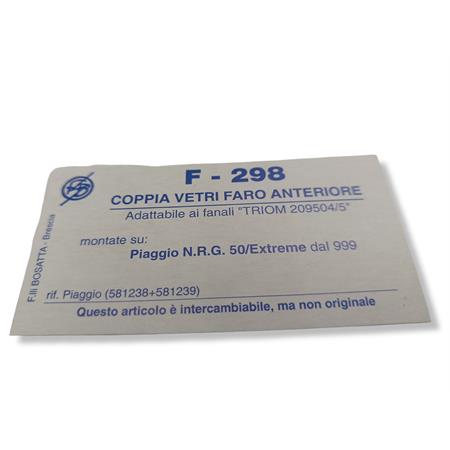 F - 298
COPPIA VETRI FARO ANTERIORE
Adattabile ai fanali "TRIOM 209504/5"
montate su:
Piaggio N.R.G. 50/Extreme dal 999
rif. Piaggio (581238+581239)
Questo articolo è intercambiabile, ma non originale
F.lli BOSATTA - Brescia